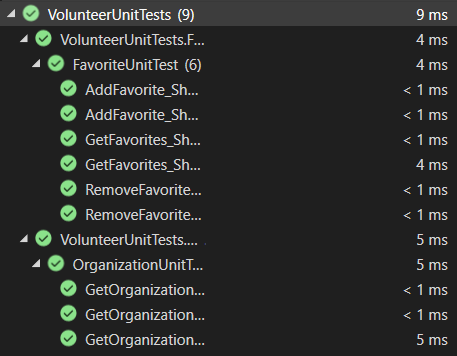 VolunteerUnitTests (9) 9 ms
VolunteerUnitTests.F... 4 ms
FavoriteUnitTest (6) 4 ms
AddFavorite_Sh... < 1 ms
AddFavorite_Sh... < 1 ms
GetFavorites_Sh... < 1 ms
GetFavorites_Sh... 4 ms
RemoveFavorite... < 1 ms
RemoveFavorite... < 1 ms
VolunteerUnitTests.... 5 ms
OrganizationUnitT... 5 ms
GetOrganization... < 1 ms
GetOrganization... < 1 ms
GetOrganization... 5 ms